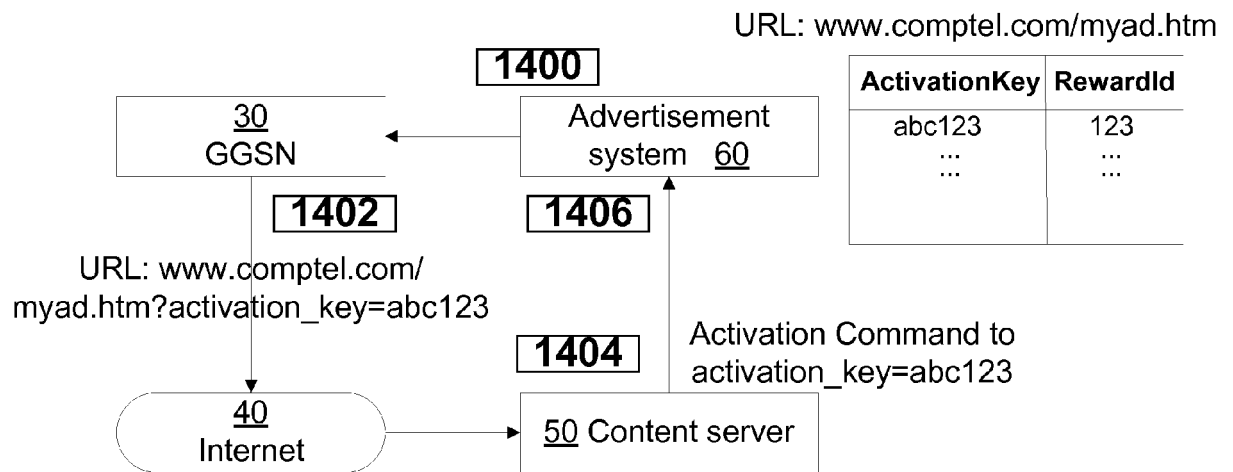 URL: www.comptel.com/myad.htm
1400
ActivationKey RewardId
30
GGSN
Advertisement
system 60
abc123 123
... ...
... ...
1402
1406
URL: www.comptel.com/
myad.htm?activation_key=abc123
1404
Activation Command to
activation_key=abc123
40
Internet
50 Content server